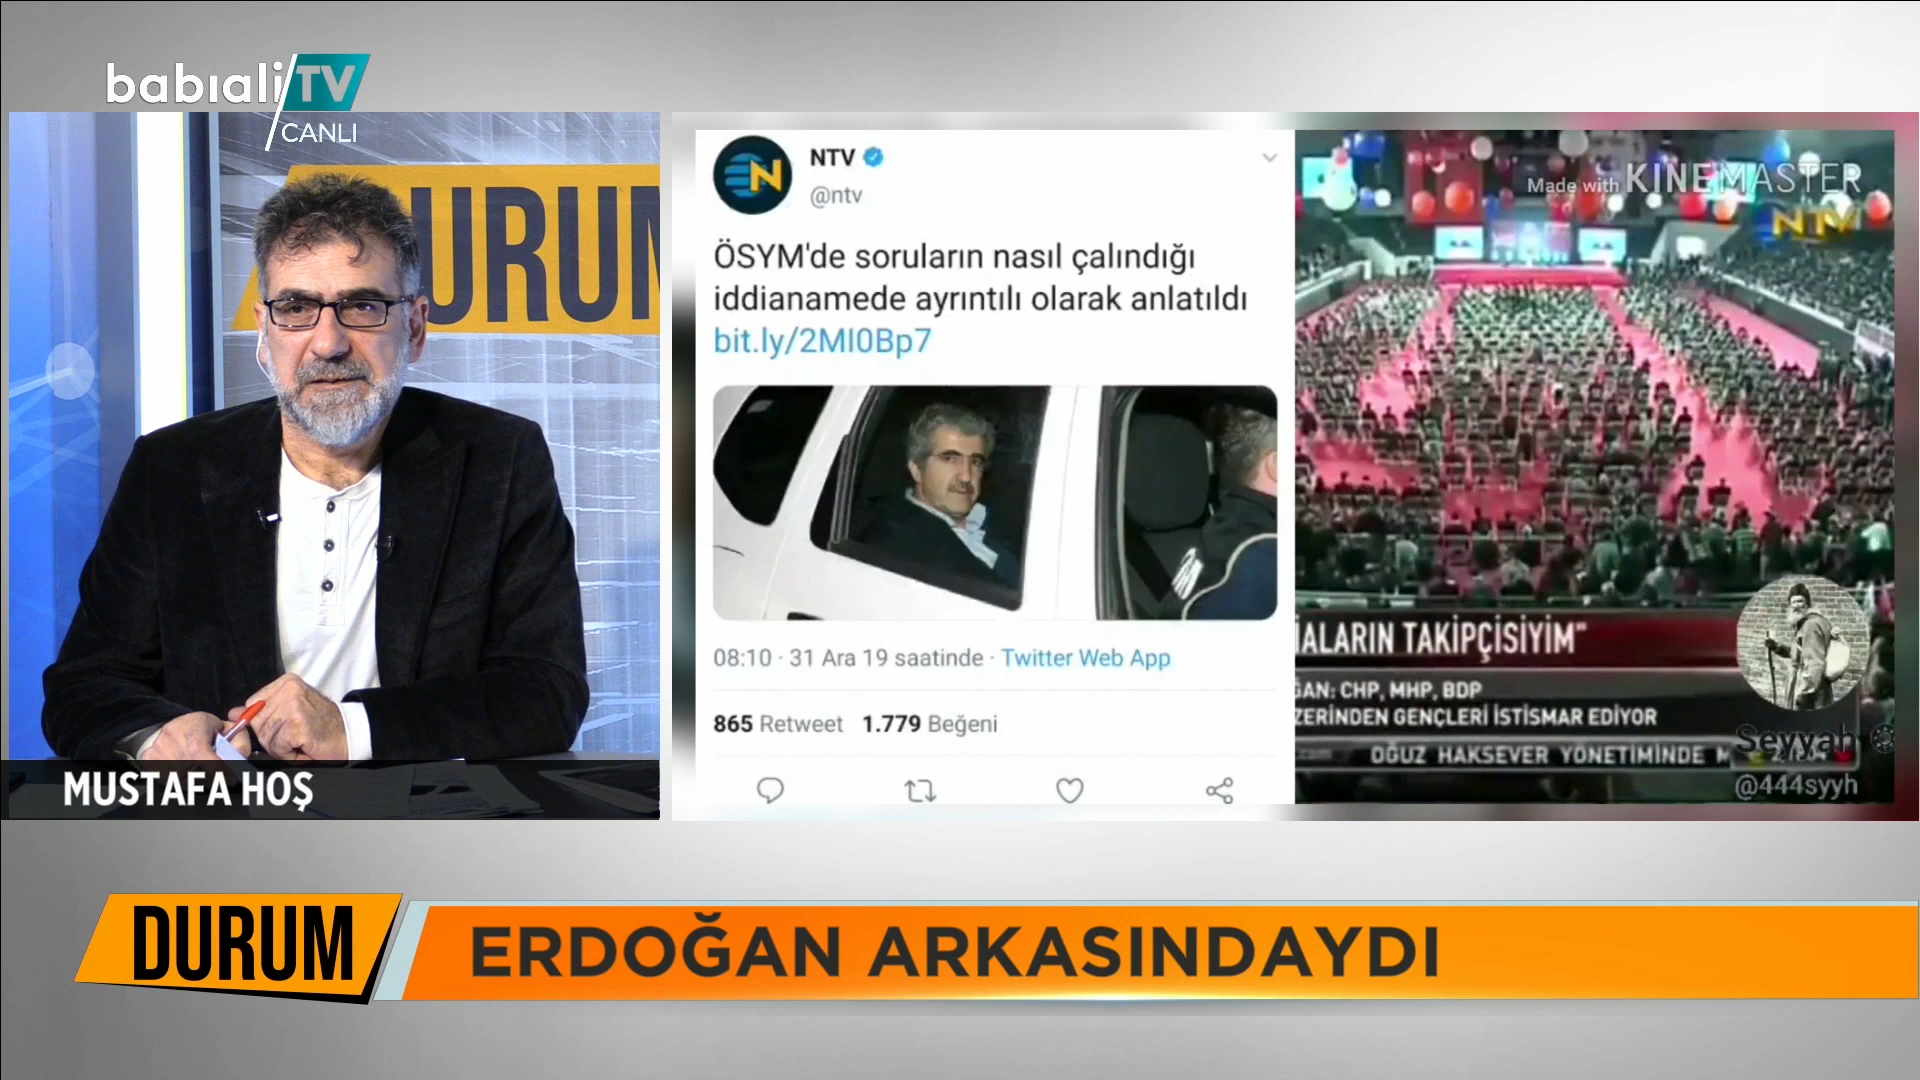 babıali TV
CANLI
DURUM
MUSTAFA HOŞ
NTV
@ntv
ÖSYM'de soruların nasıl çalındığı
iddianamede ayrıntılı olarak anlatıldı
bit.ly/2MI0Bp7
08:10 · 31 Ara 19 saatinde · Twitter Web App
865 Retweet 1.779 Beğeni
Made with KINEMASTER
NTV
İALARIN TAKİPÇİSİYİM"
ĞAN: CHP, MHP, BDP
ZERİNDEN GENÇLERİ İSTİSMAR EDİYOR
OĞUZ HAKSEVER YÖNETİMİNDE M
Seyyah
@444syyh
DURUM
ERDOĞAN ARKASINDAYDI